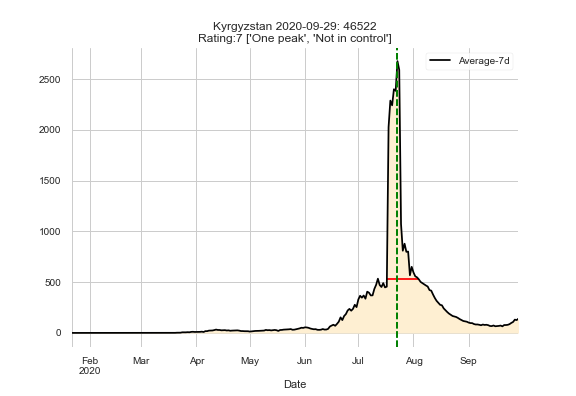 Kyrgyzstan 2020-09-29: 46522
Rating:7 ['One peak', 'Not in control']
Average-7d
2500
2000
1500
1000
500
0
Feb Mar Apr May Jun Jul Aug Sep
2020
Date